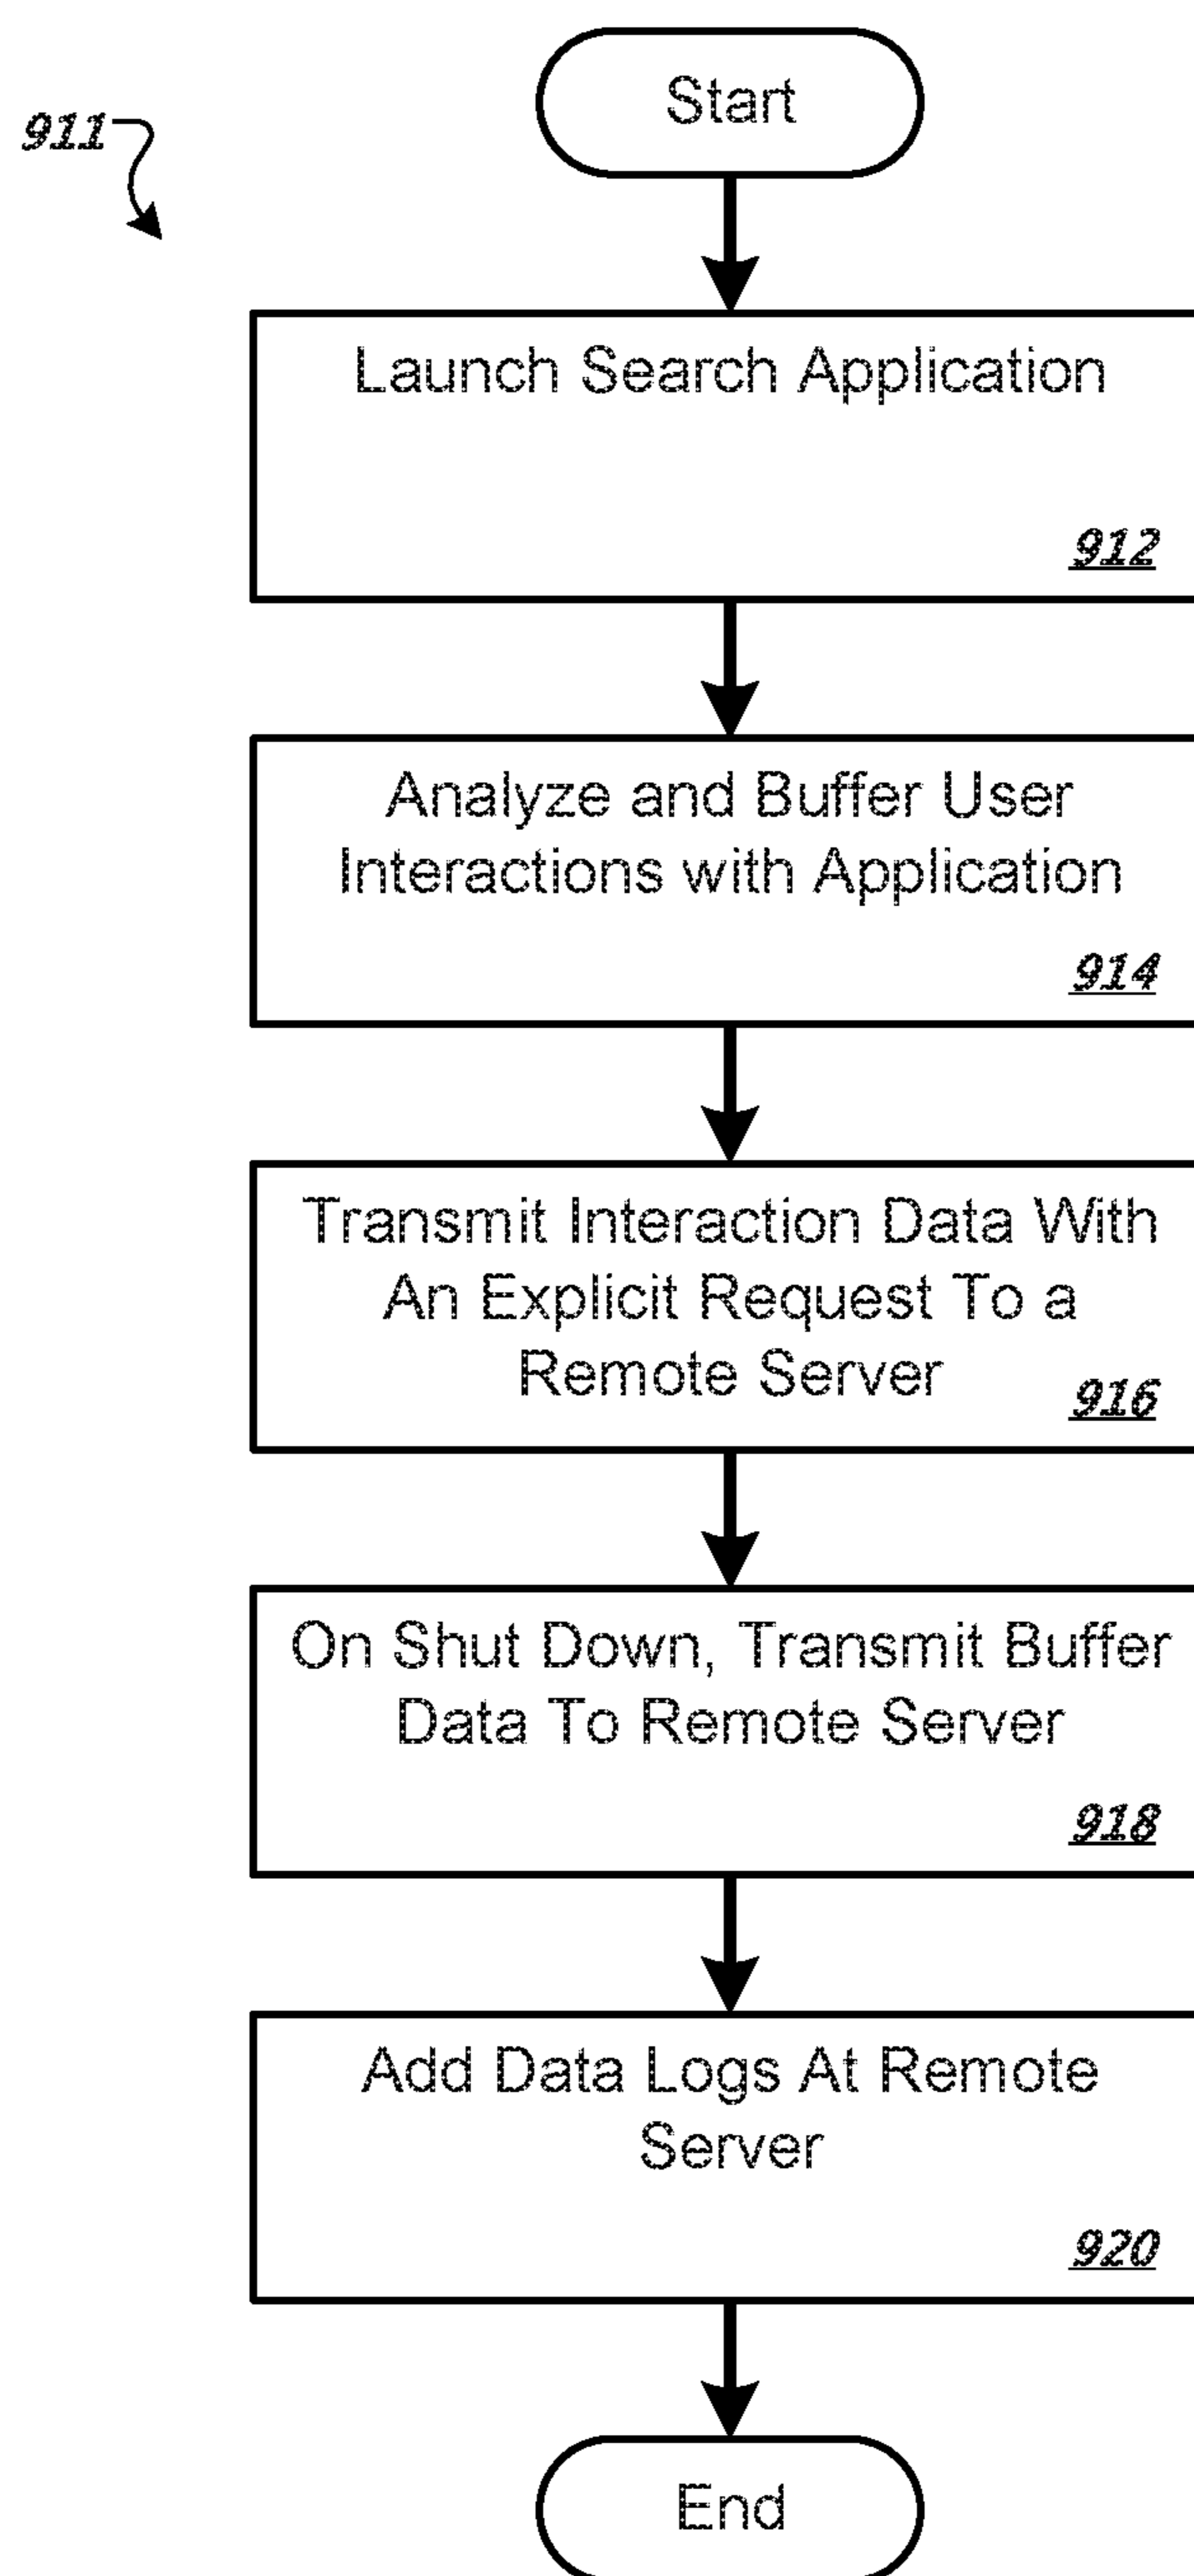 Start
911
Launch Search Application
912
Analyze and Buffer User
Interactions with Application
914
Transmit Interaction Data With
An Explicit Request To a
Remote Server
916
On Shut Down, Transmit Buffer
Data To Remote Server
918
Add Data Logs At Remote
Server
920
End